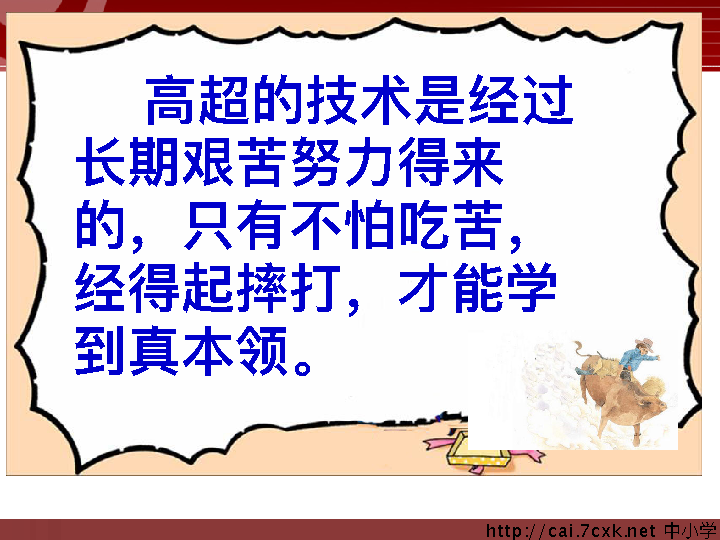 高超的技术是经过
长期艰苦努力得来
的，只有不怕吃苦，
经得起摔打，才能学
到真本领。
http://cai.7cxk.net 中小学